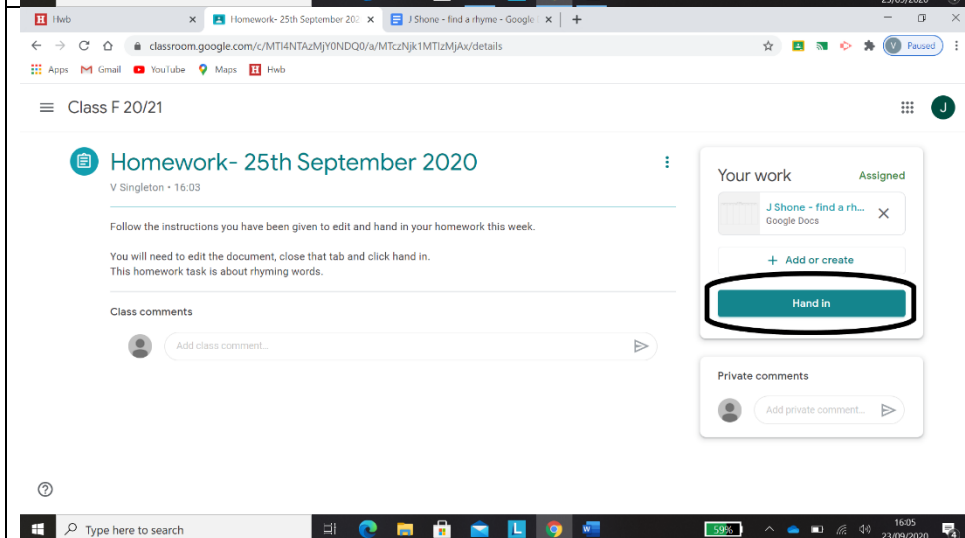 23/09/2020
Hwb
Homework- 25th September 202
J Shone - find a rhyme - Google
classroom.google.com/c/MTI4NTAzMjY0NDQ0/a/MTczNjk1MTIzMjAx/details
V Paused
Apps Gmail YouTube Maps Hwb
Class F 20/21
J
Homework- 25th September 2020
V Singleton • 16:03
Follow the instructions you have been given to edit and hand in your homework this week.
You will need to edit the document, close that tab and click hand in.
This homework task is about rhyming words.
Class comments
Add class comment...
Your work Assigned
J Shone - find a rh...
Google Docs
+ Add or create
Hand in
Private comments
Add private comment...
Type here to search
59%
16:05
23/09/2020
4